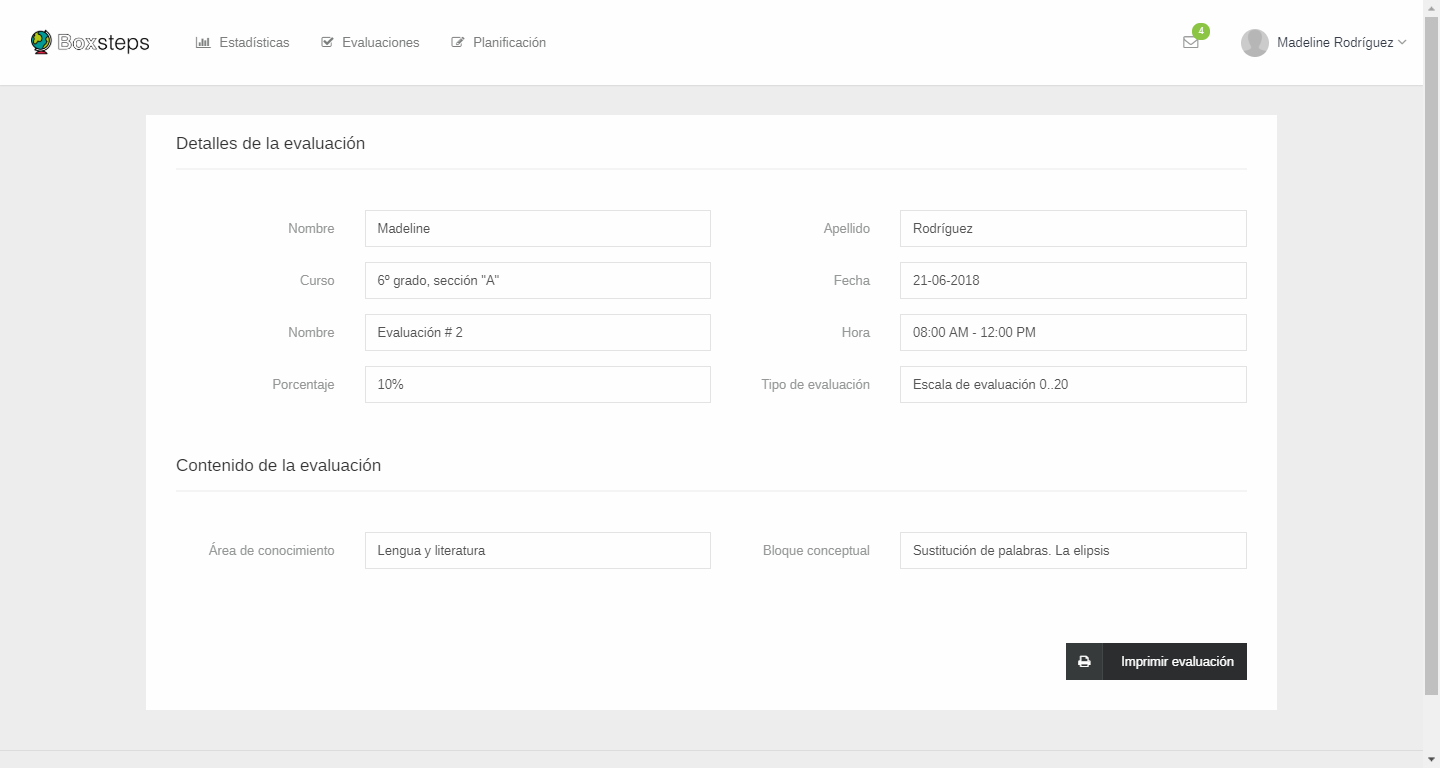 Boxsteps Estadísticas Evaluaciones Planificación 4 Madeline Rodríguez
Detalles de la evaluación
Nombre Madeline Apellido Rodríguez
Curso 6º grado, sección "A" Fecha 21-06-2018
Nombre Evaluación # 2 Hora 08:00 AM - 12:00 PM
Porcentaje 10% Tipo de evaluación Escala de evaluación 0..20
Contenido de la evaluación
Área de conocimiento Lengua y literatura Bloque conceptual Sustitución de palabras. La elipsis
Imprimir evaluación